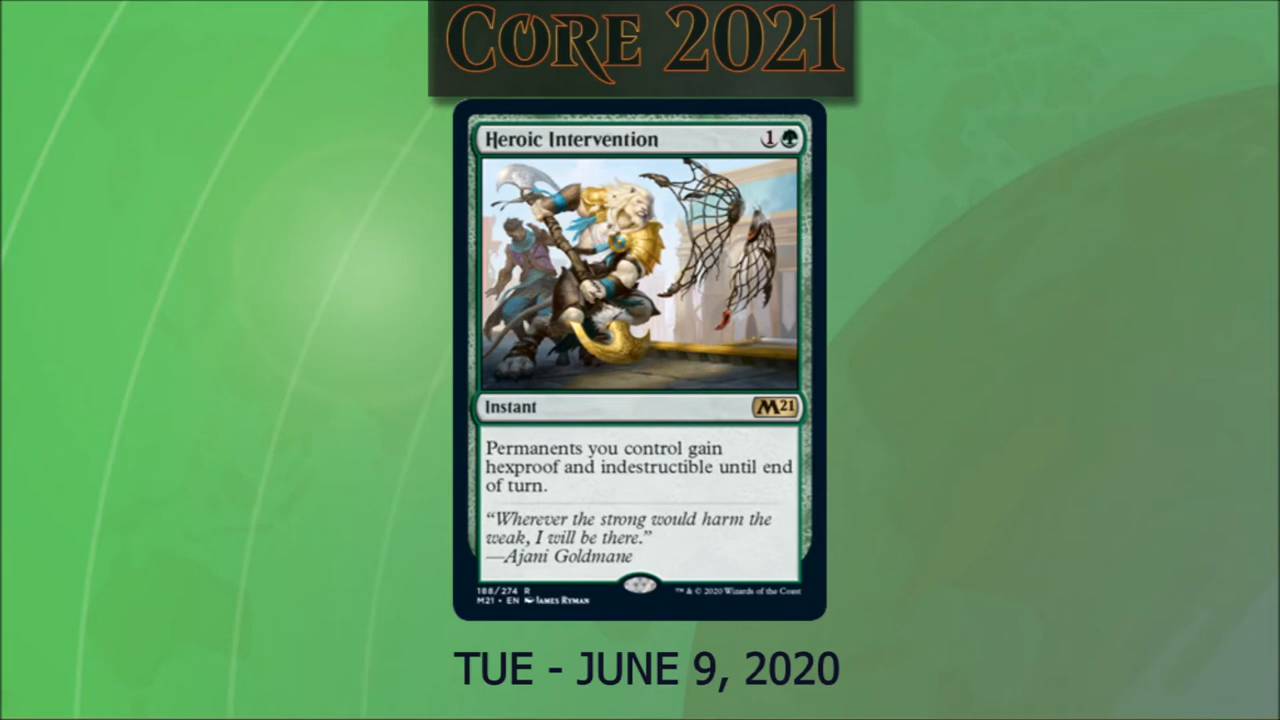 CORE 2021
Heroic Intervention 1
Instant M21
Permanents you control gain
hexproof and indestructible until end
of turn.
“Wherever the strong would harm the
weak, I will be there.”
—Ajani Goldmane
188/274 R
M21 • EN JAMES RYMAN
™ & © 2020 Wizards of the Coast
TUE - JUNE 9, 2020